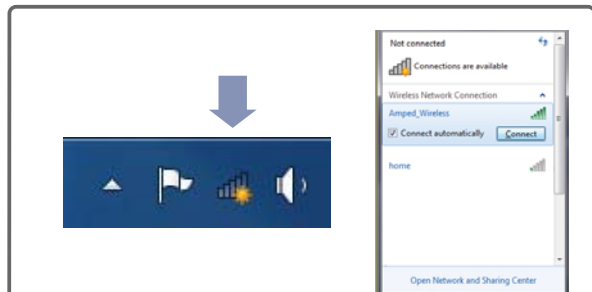 Not connected
Connections are available
Wireless Network Connection
Amped_Wireless
Connect automatically
Connect
home
Open Network and Sharing Center